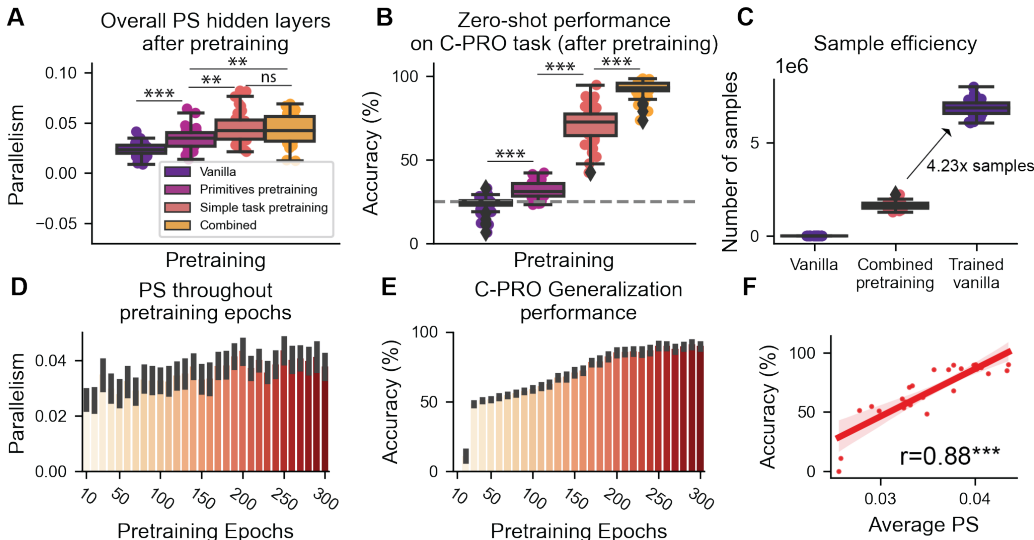 A
Overall PS hidden layers
after pretraining
Parallelism
0.10
0.05
0.00
−0.05
***
**
**
ns
Vanilla
Primitives pretraining
Simple task pretraining
Combined
Pretraining
B
Zero-shot performance
on C-PRO task (after pretraining)
Accuracy (%)
100
50
0
***
***
***
Pretraining
C
Sample efficiency
1e6
Number of samples
5
0
4.23x samples
Vanilla
Combined
pretraining
Trained
vanilla
D
PS throughout
pretraining epochs
Parallelism
0.04
0.02
0.00
10
50
100
150
200
250
300
Pretraining Epochs
E
C-PRO Generalization
performance
Accuracy (%)
100
50
0
10
50
100
150
200
250
300
Pretraining Epochs
F
Accuracy (%)
100
50
0
r=0.88***
0.03
0.04
Average PS